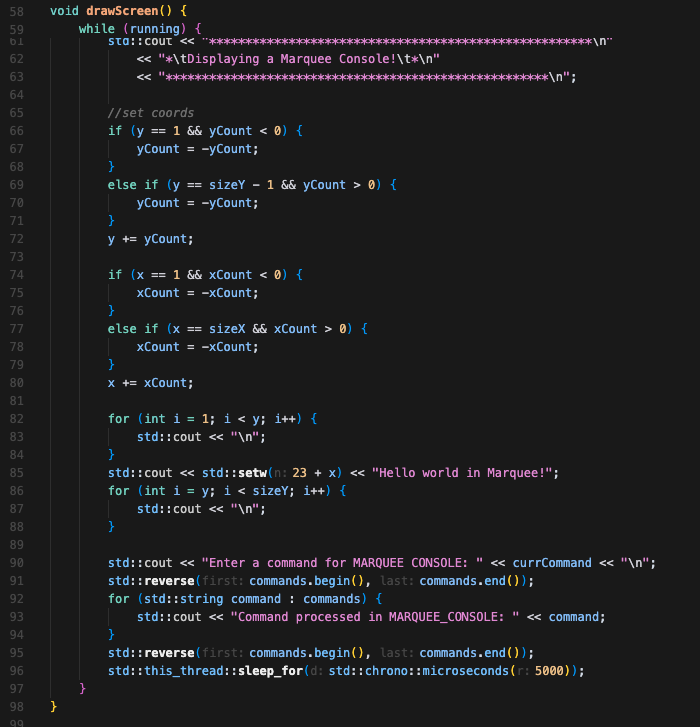 58 void drawScreen() {
59     while (running) {
61         std::cout << "*****************************************************\n"
62             << "*\tDisplaying a Marquee Console!\t*\n"
63             << "*****************************************************\n";
64
65         //set coords
66         if (y == 1 && yCount < 0) {
67             yCount = -yCount;
68         }
69         else if (y == sizeY - 1 && yCount > 0) {
70             yCount = -yCount;
71         }
72         y += yCount;
73
74         if (x == 1 && xCount < 0) {
75             xCount = -xCount;
76         }
77         else if (x == sizeX && xCount > 0) {
78             xCount = -xCount;
79         }
80         x += xCount;
81
82         for (int i = 1; i < y; i++) {
83             std::cout << "\n";
84         }
85         std::cout << std::setw(n: 23 + x) << "Hello world in Marquee!";
86         for (int i = y; i < sizeY; i++) {
87             std::cout << "\n";
88         }
89
90         std::cout << "Enter a command for MARQUEE CONSOLE: " << currCommand << "\n";
91         std::reverse(first: commands.begin(), last: commands.end());
92         for (std::string command : commands) {
93             std::cout << "Command processed in MARQUEE_CONSOLE: " << command;
94         }
95         std::reverse(first: commands.begin(), last: commands.end());
96         std::this_thread::sleep_for(d: std::chrono::microseconds(r: 5000));
97     }
98 }
99